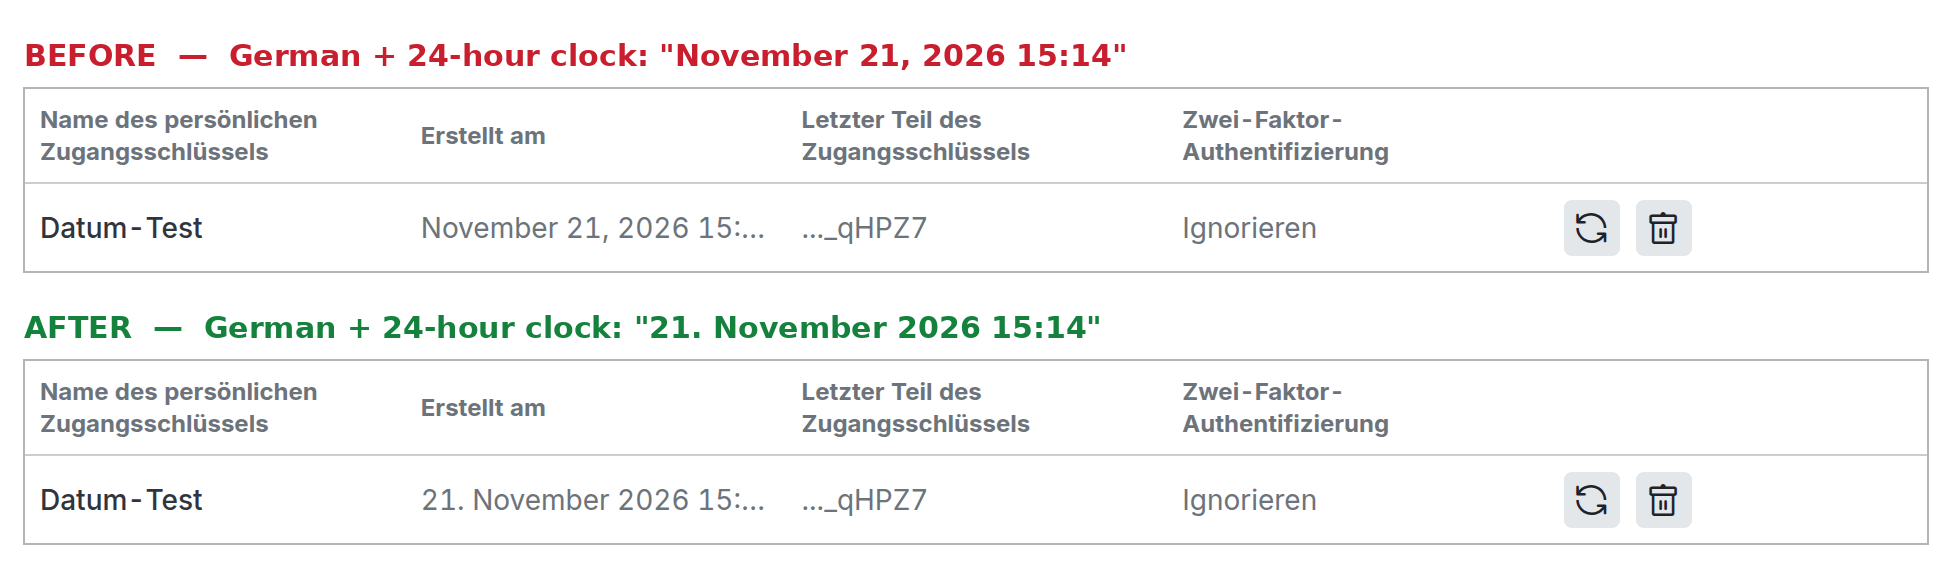 BEFORE — German + 24-hour clock: "November 21, 2026 15:14"
Name des persönlichen Zugangsschlüssels
Erstellt am
Letzter Teil des Zugangsschlüssels
Zwei-Faktor-Authentifizierung
Datum-Test
November 21, 2026 15:...
..._qHPZ7
Ignorieren
AFTER — German + 24-hour clock: "21. November 2026 15:14"
Name des persönlichen Zugangsschlüssels
Erstellt am
Letzter Teil des Zugangsschlüssels
Zwei-Faktor-Authentifizierung
Datum-Test
21. November 2026 15:...
..._qHPZ7
Ignorieren